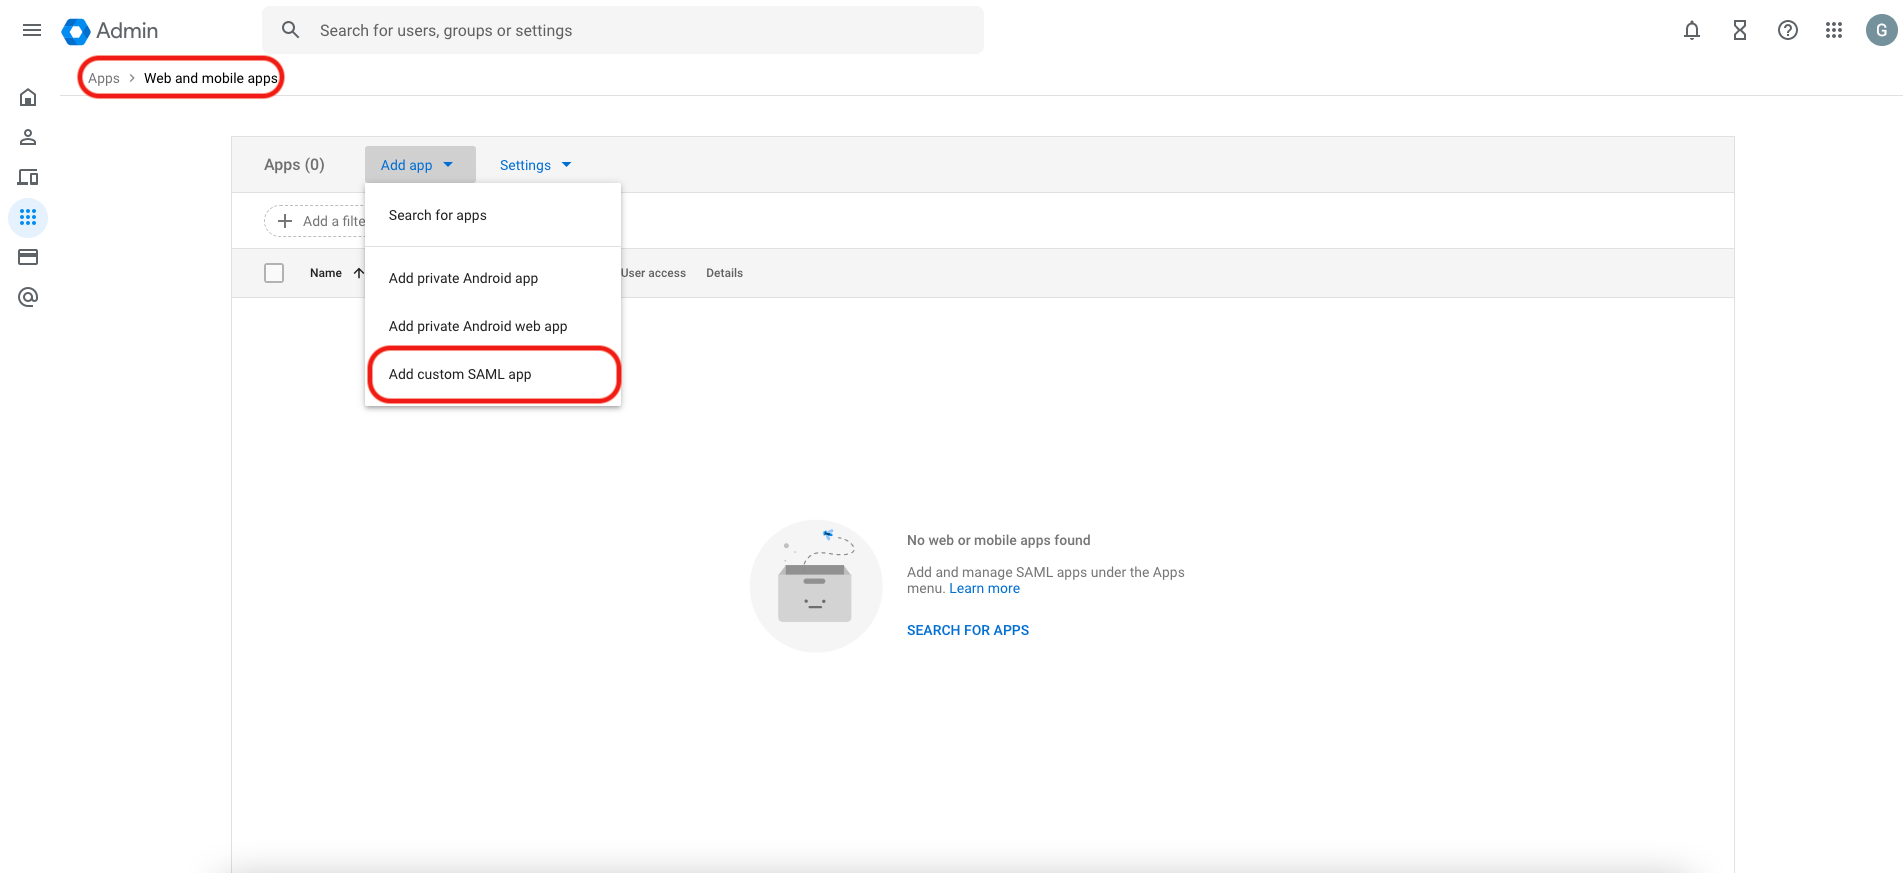 Admin
Search for users, groups or settings
G
Apps > Web and mobile apps
Apps (0)
Add app
Settings
Search for apps
Add a filte
Name
User access
Details
Add private Android app
Add private Android web app
Add custom SAML app
No web or mobile apps found
Add and manage SAML apps under the Apps
menu. Learn more
SEARCH FOR APPS